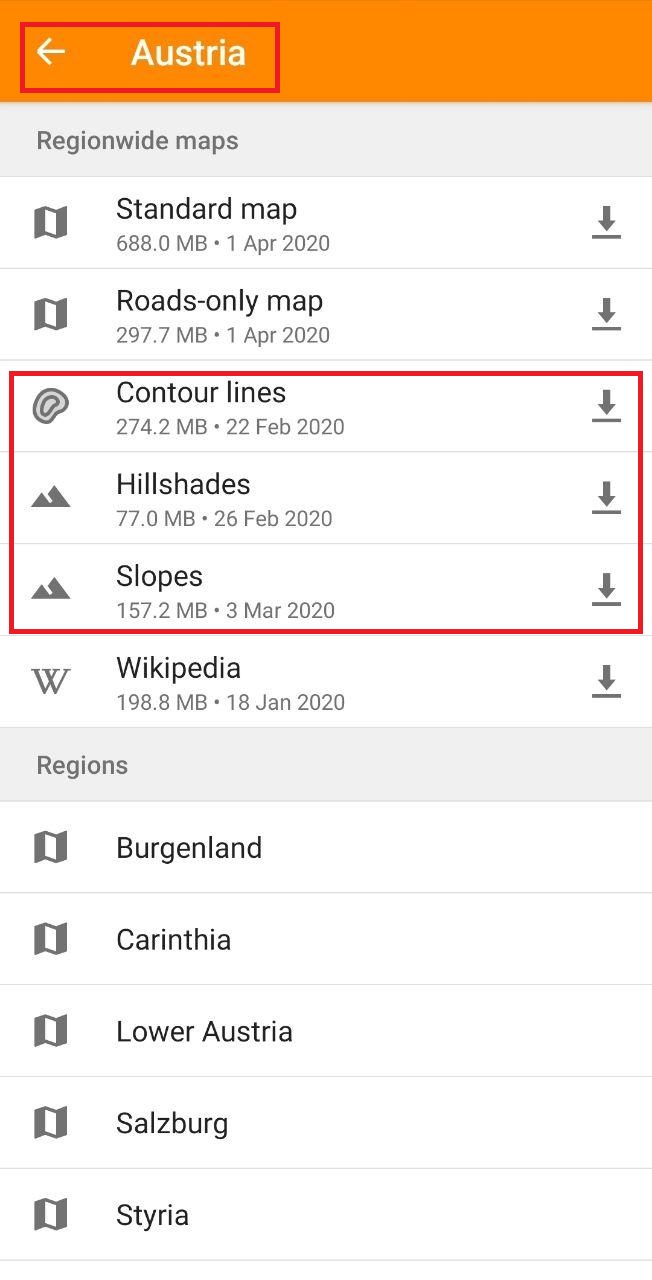 Austria
Regionwide maps
Standard map
688.0 MB • 1 Apr 2020
Roads-only map
297.7 MB • 1 Apr 2020
Contour lines
274.2 MB • 22 Feb 2020
Hillshades
77.0 MB • 26 Feb 2020
Slopes
157.2 MB • 3 Mar 2020
W Wikipedia
198.8 MB • 18 Jan 2020
Regions
Burgenland
Carinthia
Lower Austria
Salzburg
Styria